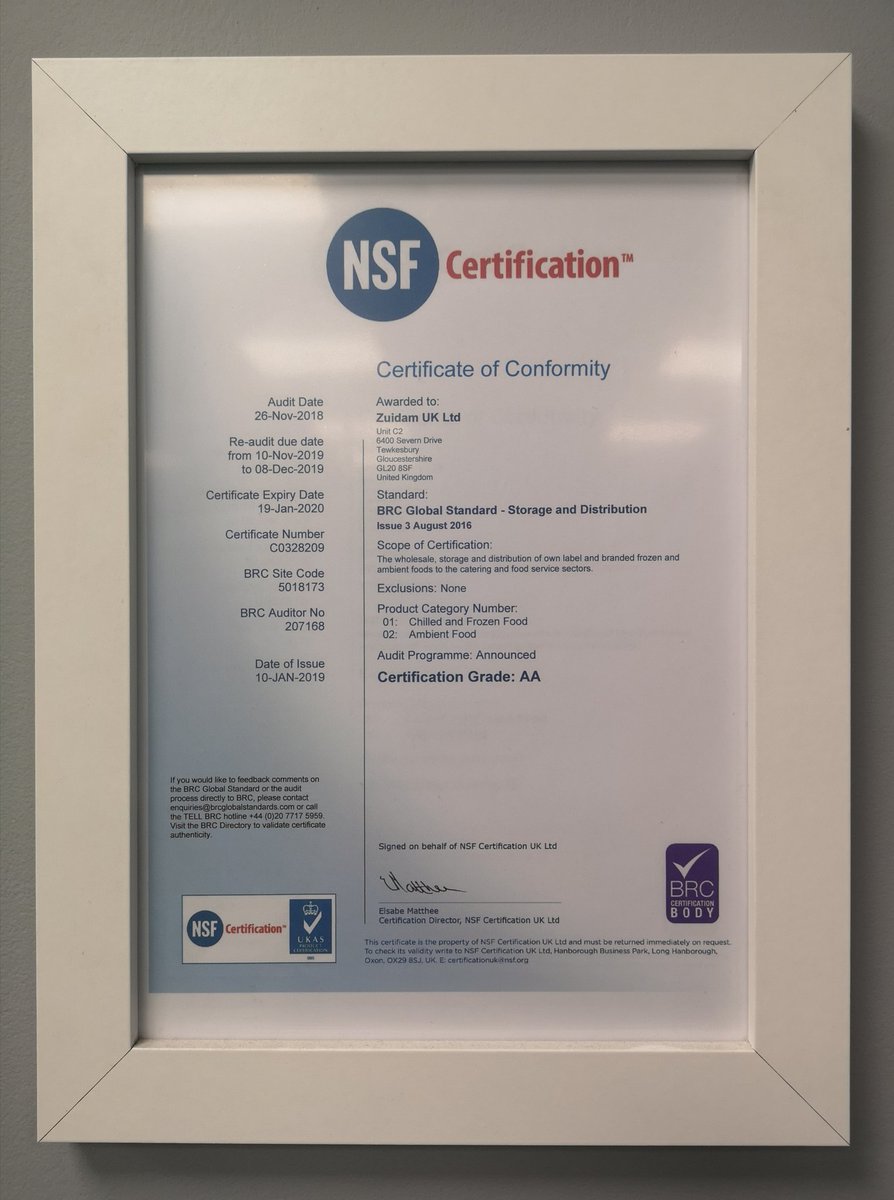 NSF Certification™
Certificate of Conformity
Audit Date
26-Nov-2018
Re-audit due date
from 10-Nov-2019
to 08-Dec-2019
Certificate Expiry Date
19-Jan-2020
Certificate Number
C0328209
BRC Site Code
5018173
BRC Auditor No
207168
Date of Issue
10-JAN-2019
Awarded to:
Zuidam UK Ltd
Unit C2
6400 Severn Drive
Tewkesbury
Gloucestershire
GL20 8SF
United Kingdom
Standard:
BRC Global Standard - Storage and Distribution
Issue 3 August 2016
Scope of Certification:
The wholesale, storage and distribution of own label and branded frozen and
ambient foods to the catering and food service sectors.
Exclusions: None
Product Category Number:
01: Chilled and Frozen Food
02: Ambient Food
Audit Programme: Announced
Certification Grade: AA
If you would like to feedback comments on
the BRC Global Standard or the audit
process directly to BRC, please contact
enquiries@brcglobalstandards.com or call
the TELL BRC hotline +44 (0)20 7717 5959.
Visit the BRC Directory to validate certificate
authenticity.
Signed on behalf of NSF Certification UK Ltd
EMatthee
Elsabe Matthee
Certification Director, NSF Certification UK Ltd
BRC
CERTIFICATION
BODY
NSF Certification™
UKAS
PRODUCT
CERTIFICATION
This certificate is the property of NSF Certification UK Ltd and must be returned immediately on request.
To check its validity write to NSF Certification UK Ltd, Hanborough Business Park, Long Hanborough,
Oxon, OX29 8SJ, UK. E: certificationuk@nsf.org